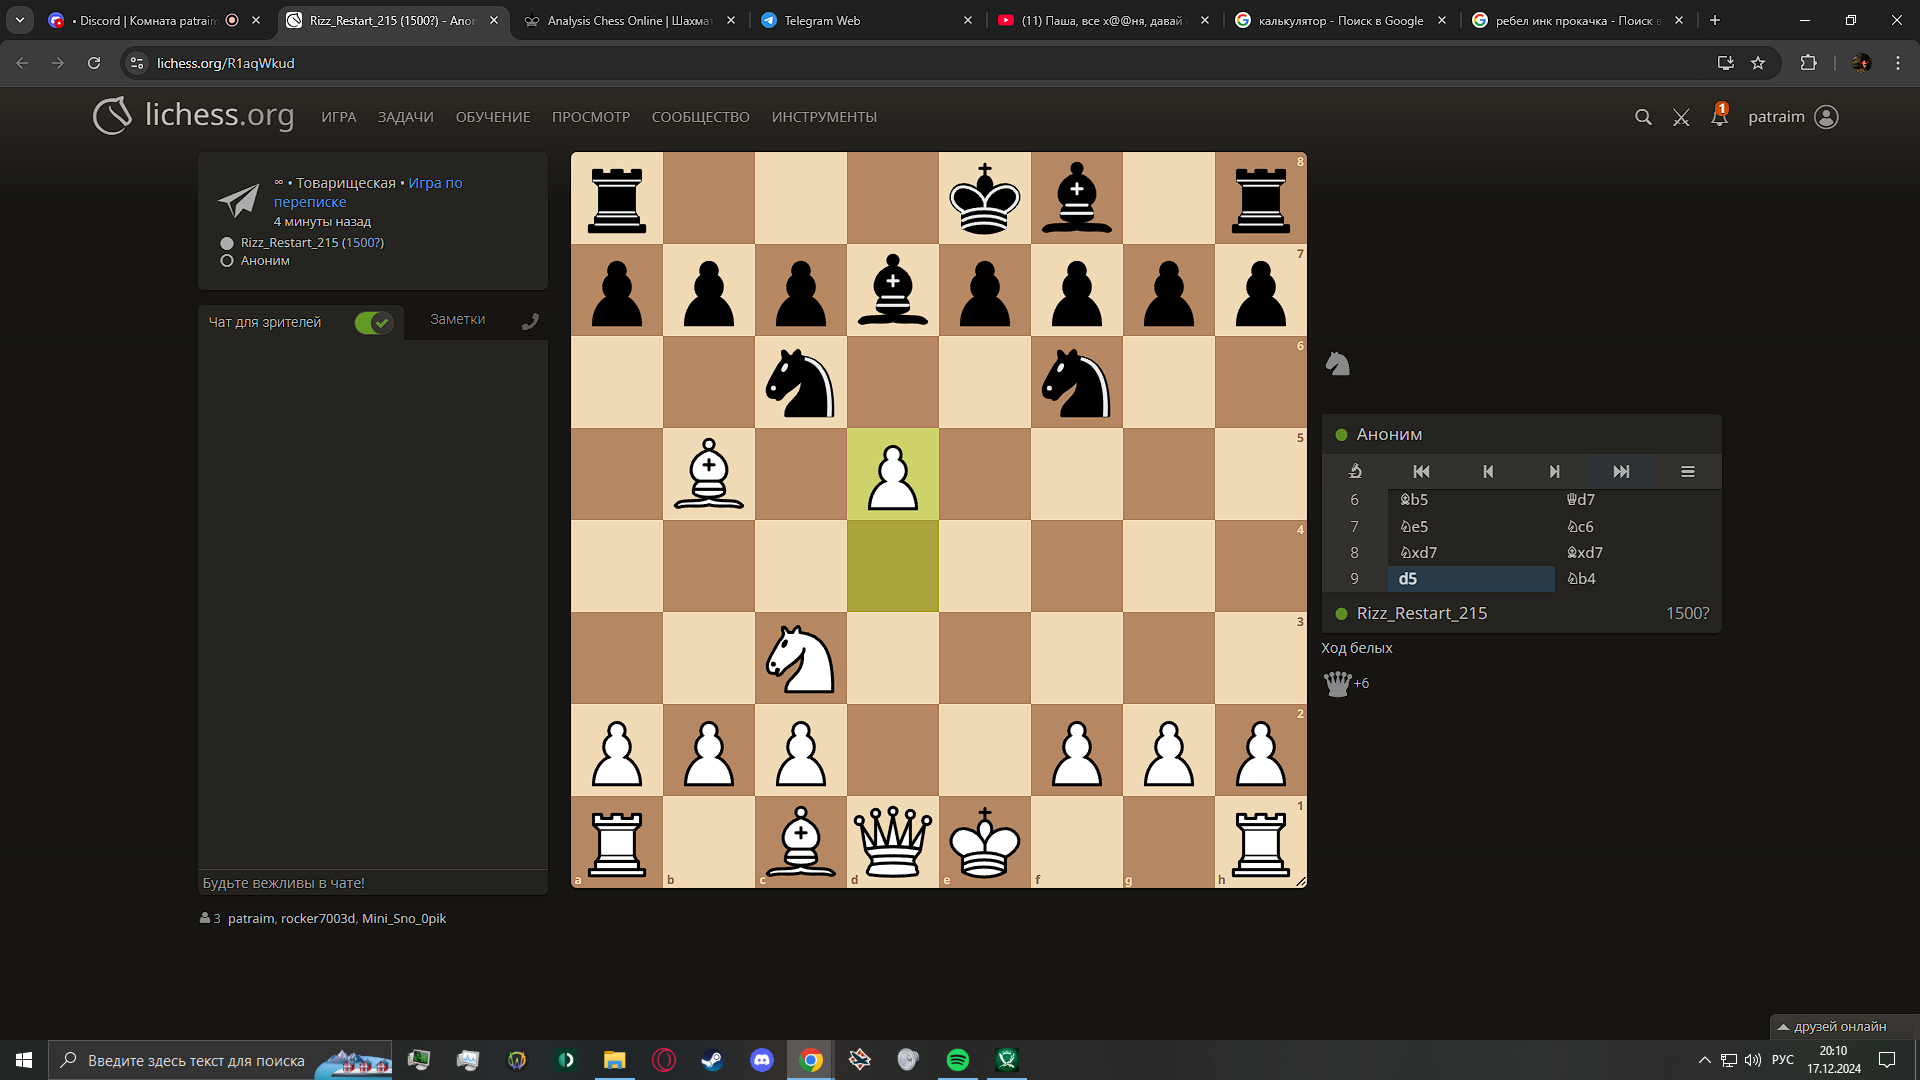 • Discord | Комната patraim
Rizz_Restart_215 (1500?) - Анон
Analysis Chess Online | Шахмат
Telegram Web
(11) Паша, все х@@ня, давай
калькулятор - Поиск в Google
ребел инк прокачка - Поиск в
lichess.org/R1aqWkud
lichess.org
ИГРА
ЗАДАЧИ
ОБУЧЕНИЕ
ПРОСМОТР
СООБЩЕСТВО
ИНСТРУМЕНТЫ
1
patraim
∞ • Товарищеская • Игра по
переписке
4 минуты назад
Rizz_Restart_215 (1500?)
Аноним
Чат для зрителей
Заметки
Будьте вежливы в чате!
3 patraim, rocker7003d, Mini_Sno_0pik
8
7
6
5
4
3
2
1
a b c d e f g h
Аноним
6 ♗b5 ♕d7
7 ♘e5 ♘c6
8 ♘xd7 ♗xd7
9 d5 ♘b4
Rizz_Restart_215 1500?
Ход белых
+6
друзей онлайн
Введите здесь текст для поиска
РУС
20:10
17.12.2024